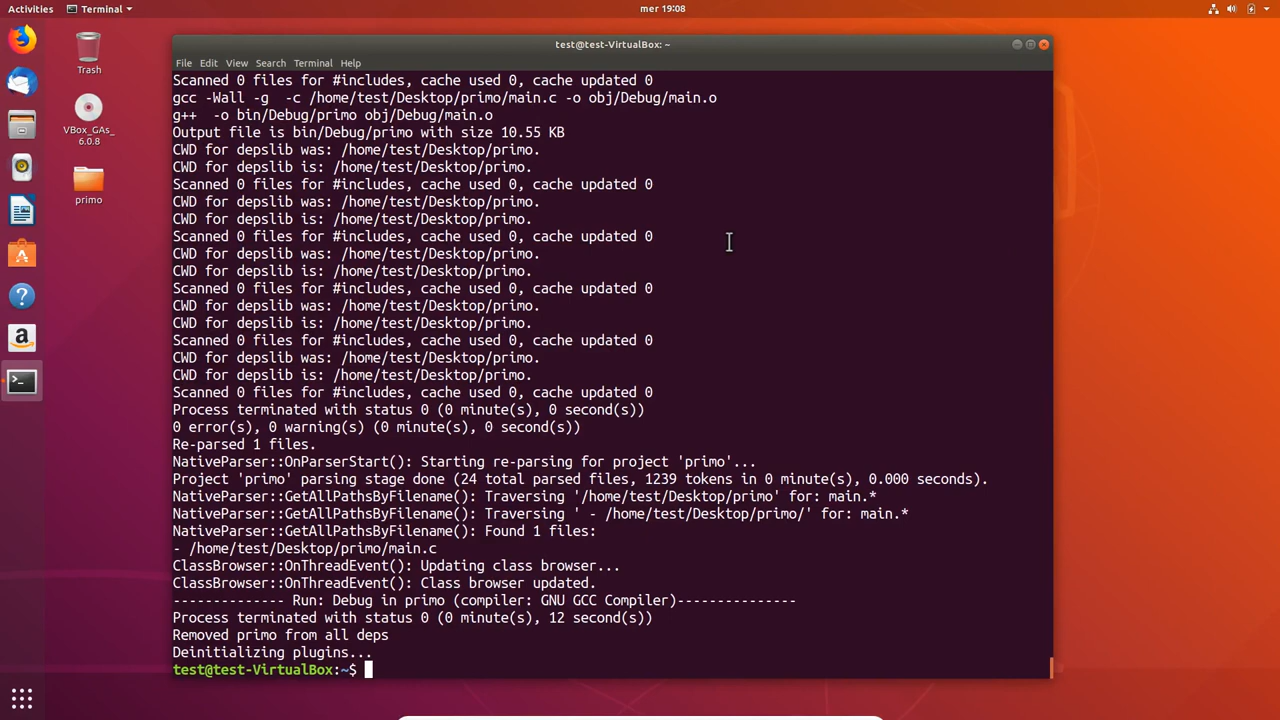 Activities
Terminal
mer 19:08
Trash
VBox_GAs_
6.0.8
primo
test@test-VirtualBox: ~
File Edit View Search Terminal Help
Scanned 0 files for #includes, cache used 0, cache updated 0
gcc -Wall -g  -c /home/test/Desktop/primo/main.c -o obj/Debug/main.o
g++  -o bin/Debug/primo obj/Debug/main.o
Output file is bin/Debug/primo with size 10.55 KB
CWD for depslib was: /home/test/Desktop/primo.
CWD for depslib is: /home/test/Desktop/primo.
Scanned 0 files for #includes, cache used 0, cache updated 0
CWD for depslib was: /home/test/Desktop/primo.
CWD for depslib is: /home/test/Desktop/primo.
Scanned 0 files for #includes, cache used 0, cache updated 0
CWD for depslib was: /home/test/Desktop/primo.
CWD for depslib is: /home/test/Desktop/primo.
Scanned 0 files for #includes, cache used 0, cache updated 0
CWD for depslib was: /home/test/Desktop/primo.
CWD for depslib is: /home/test/Desktop/primo.
Scanned 0 files for #includes, cache used 0, cache updated 0
CWD for depslib was: /home/test/Desktop/primo.
CWD for depslib is: /home/test/Desktop/primo.
Scanned 0 files for #includes, cache used 0, cache updated 0
Process terminated with status 0 (0 minute(s), 0 second(s))
0 error(s), 0 warning(s) (0 minute(s), 0 second(s))
Re-parsed 1 files.
NativeParser::OnParserStart(): Starting re-parsing for project 'primo'...
Project 'primo' parsing stage done (24 total parsed files, 1239 tokens in 0 minute(s), 0.000 seconds).
NativeParser::GetAllPathsByFilename(): Traversing '/home/test/Desktop/primo' for: main.*
NativeParser::GetAllPathsByFilename(): Traversing ' - /home/test/Desktop/primo/' for: main.*
NativeParser::GetAllPathsByFilename(): Found 1 files:
- /home/test/Desktop/primo/main.c
ClassBrowser::OnThreadEvent(): Updating class browser...
ClassBrowser::OnThreadEvent(): Class browser updated.
-------------- Run: Debug in primo (compiler: GNU GCC Compiler)---------------
Process terminated with status 0 (0 minute(s), 12 second(s))
Removed primo from all deps
Deinitializing plugins...
test@test-VirtualBox:~$